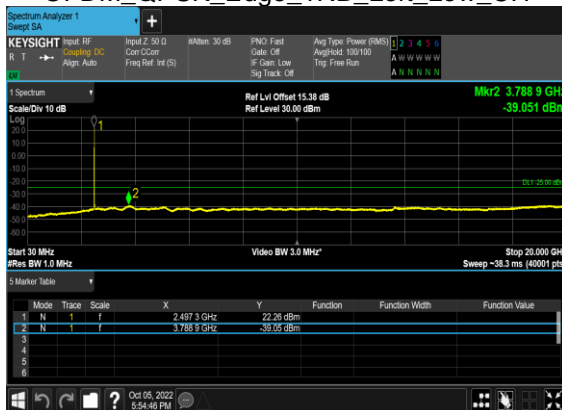 Spectrum Analyzer 1
Swept SA
KEYSIGHT Input: RF Input Z: 50 Ω #Atten: 30 dB PNO: Fast Avg Type: Power (RMS) 1 2 3 4 5 6
R T Coupling: DC Corr CCorr Gate: Off Avg|Hold: 100/100 A W W W W W
Align: Auto Freq Ref: Int (S) IF Gain: Low Trig: Free Run
Sig Track: Off A N N N N N
1 Spectrum Ref Lvl Offset 15.38 dB Mkr2 3.788 9 GHz
Scale/Div 10 dB Ref Level 30.00 dBm -39.051 dBm
Log
20.0
10.0
0.00
-10.0
-20.0
-30.0
-40.0
-50.0
-60.0
1
2
Start 30 MHz Video BW 3.0 MHz* Stop 20.000 GH
#Res BW 1.0 MHz Sweep ~38.3 ms (40001 pts
5 Marker Table
Mode Trace Scale X Y Function Function Width Function Value
1 N 1 f 2.497 3 GHz 22.26 dBm
2 N 1 f 3.788 9 GHz -39.05 dBm
3
4
5
6
Oct 05, 2022
5:54:46 PM